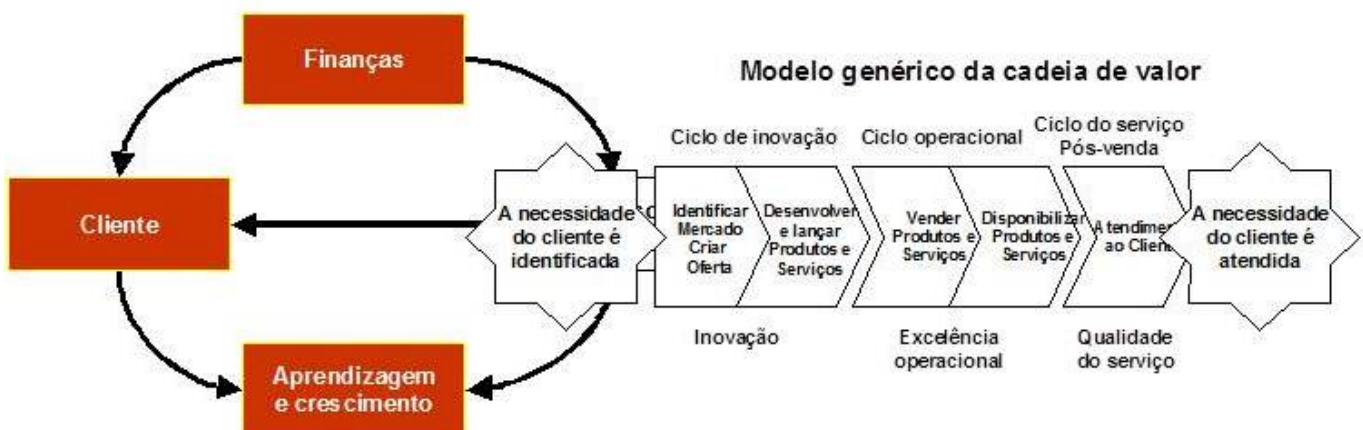 Finanças
Modelo genérico da cadeia de valor
Ciclo de inovação
Ciclo operacional
Ciclo do serviço
Pós-venda
Cliente
A necessidade
do cliente é
identificada
Identificar
Mercado
Criar
Oferta
Desenvolver
e lançar
Produtos e
Serviços
Vender
Produtos e
Serviços
Disponibilizar
Produtos e
Serviços
Atendimen
ao Client
A necessidade
do cliente é
atendida
Inovação
Excelência
operacional
Qualidade
do serviço
Aprendizagem
e crescimento